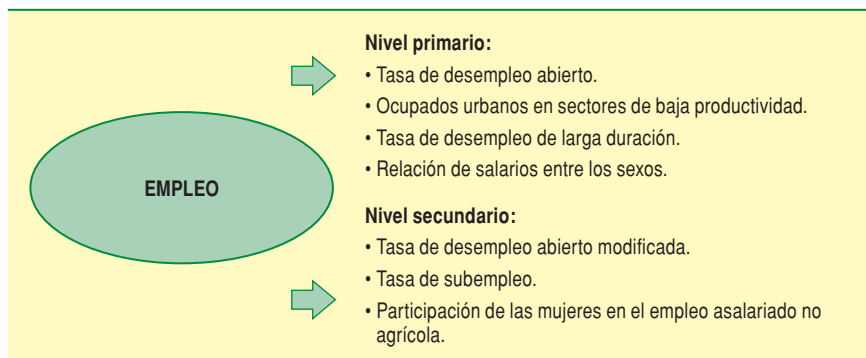 Nivel primario:
• Tasa de desempleo abierto.
• Ocupados urbanos en sectores de baja productividad.
• Tasa de desempleo de larga duración.
• Relación de salarios entre los sexos.
EMPLEO
Nivel secundario:
• Tasa de desempleo abierto modificada.
• Tasa de subempleo.
• Participación de las mujeres en el empleo asalariado no
agrícola.